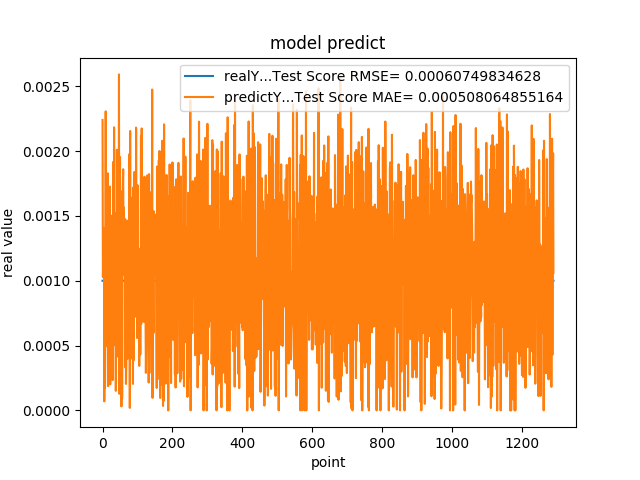 model predict
realY...Test Score RMSE= 0.00060749834628
predictY...Test Score MAE= 0.000508064855164
0.0025
0.0020
0.0015
0.0010
0.0005
0.0000
real value
0 200 400 600 800 1000 1200
point